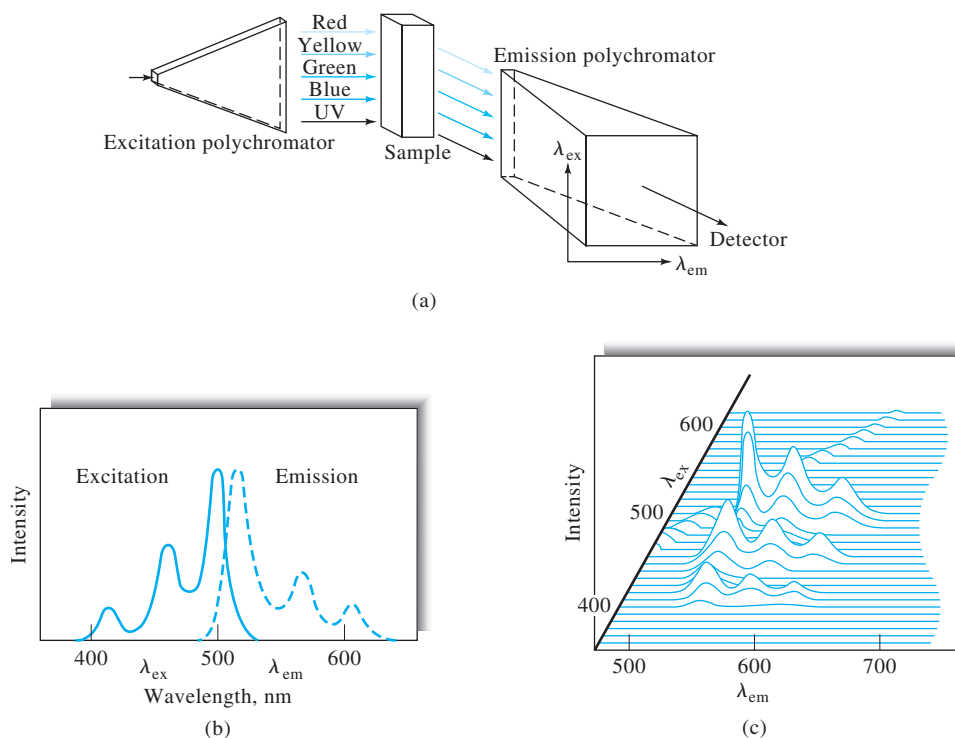 Red
Yellow
Green
Blue
UV
Excitation polychromator
Sample
Emission polychromator
λex
Detector
λem
(a)
Excitation
Emission
Intensity
400
500
600
λex
λem
Wavelength, nm
(b)
600
λex
500
Intensity
400
500
600
700
λem
(c)